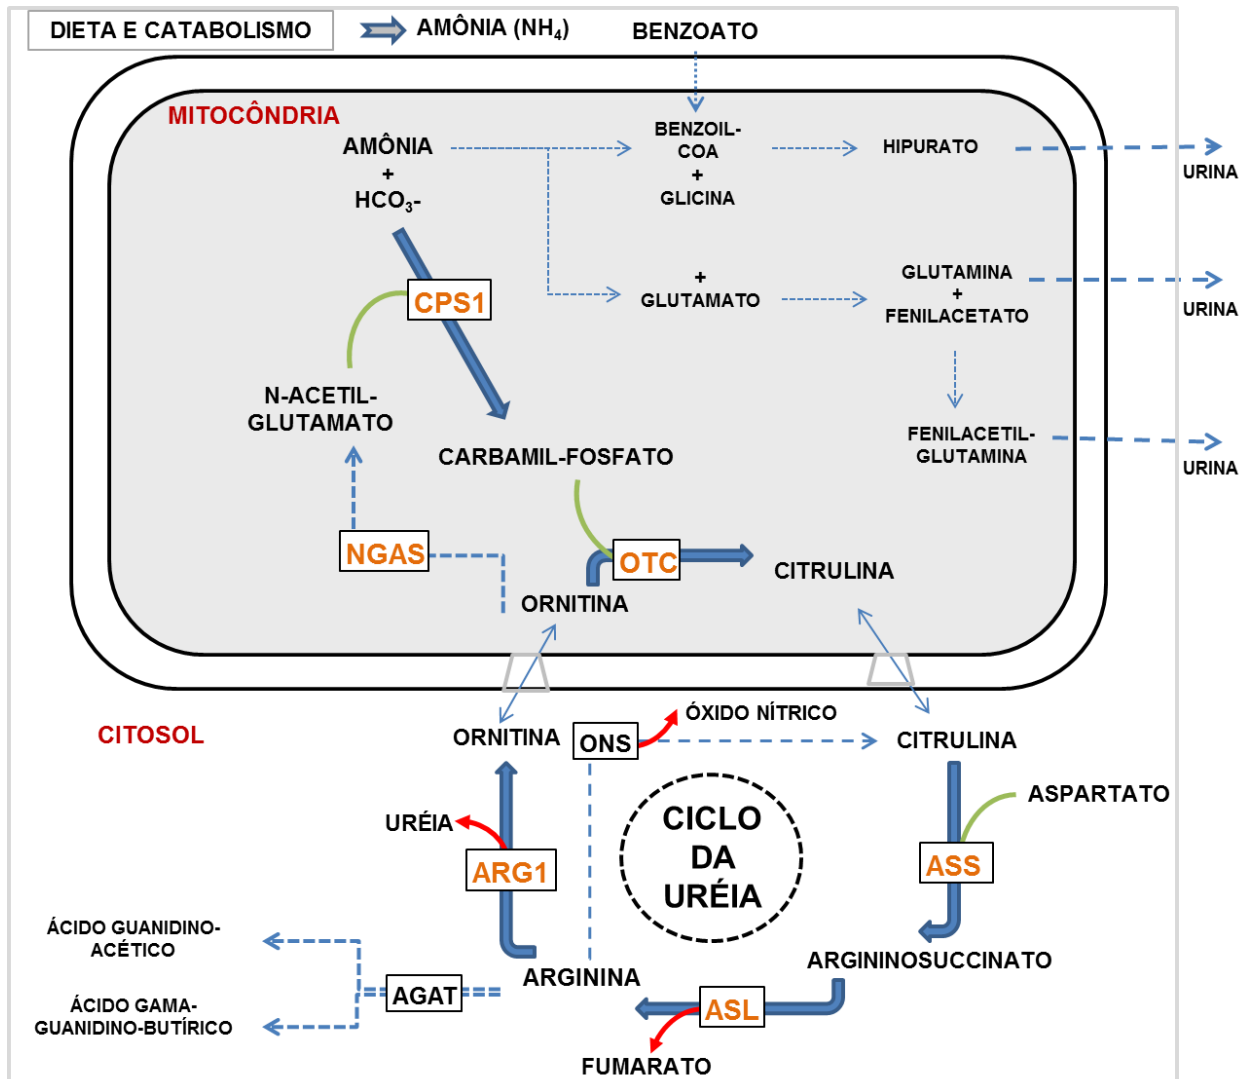 DIETA E CATABOLISMO
AMÔNIA (NH4)
BENZOATO
MITOCÔNDRIA
AMÔNIA
+
HCO3-
BENZOIL-
COA
+
GLICINA
HIPURATO
URINA
CPS1
+
GLUTAMATO
GLUTAMINA
+
FENILACETATO
URINA
N-ACETIL-
GLUTAMATO
CARBAMIL-FOSFATO
FENILACETIL-
GLUTAMINA
URINA
NGAS
OTC
CITRULINA
ORNITINA
CITOSOL
ORNITINA
ONS
ÓXIDO NÍTRICO
CITRULINA
URÉIA
ARG1
CICLO
DA
URÉIA
ASPARTATO
ASS
ÁCIDO GUANIDINO-
ACÉTICO
ÁCIDO GAMA-
GUANIDINO-BUTÍRICO
AGAT
ARGININA
ARGININOSUCCINATO
ASL
FUMARATO